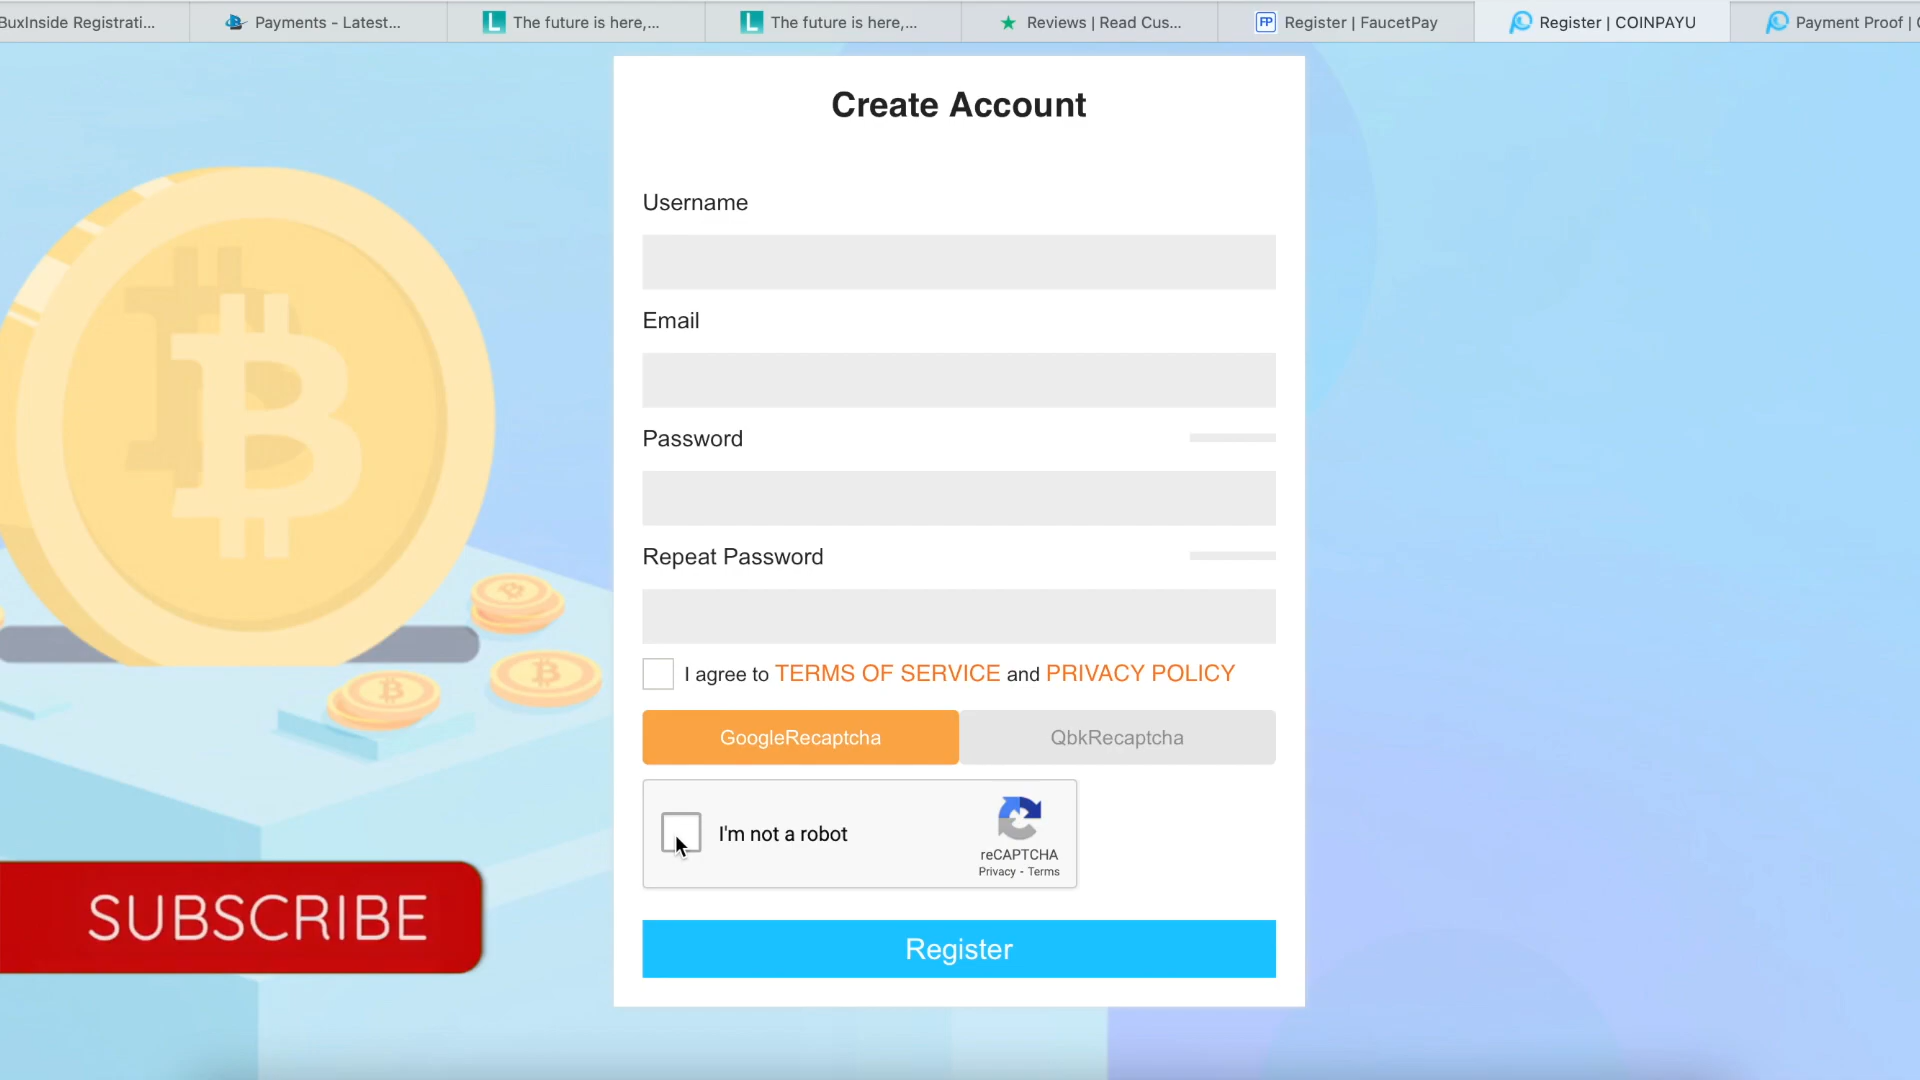 BuxInside Registrati...
Payments - Latest...
The future is here,...
The future is here,...
Reviews | Read Cus...
FP
Register | FaucetPay
Register | COINPAYU
Payment Proof |
Create Account
Username
Email
Password
Repeat Password
I agree to TERMS OF SERVICE and PRIVACY POLICY
GoogleRecaptcha
QbkRecaptcha
I'm not a robot
reCAPTCHA
Privacy - Terms
Register
SUBSCRIBE